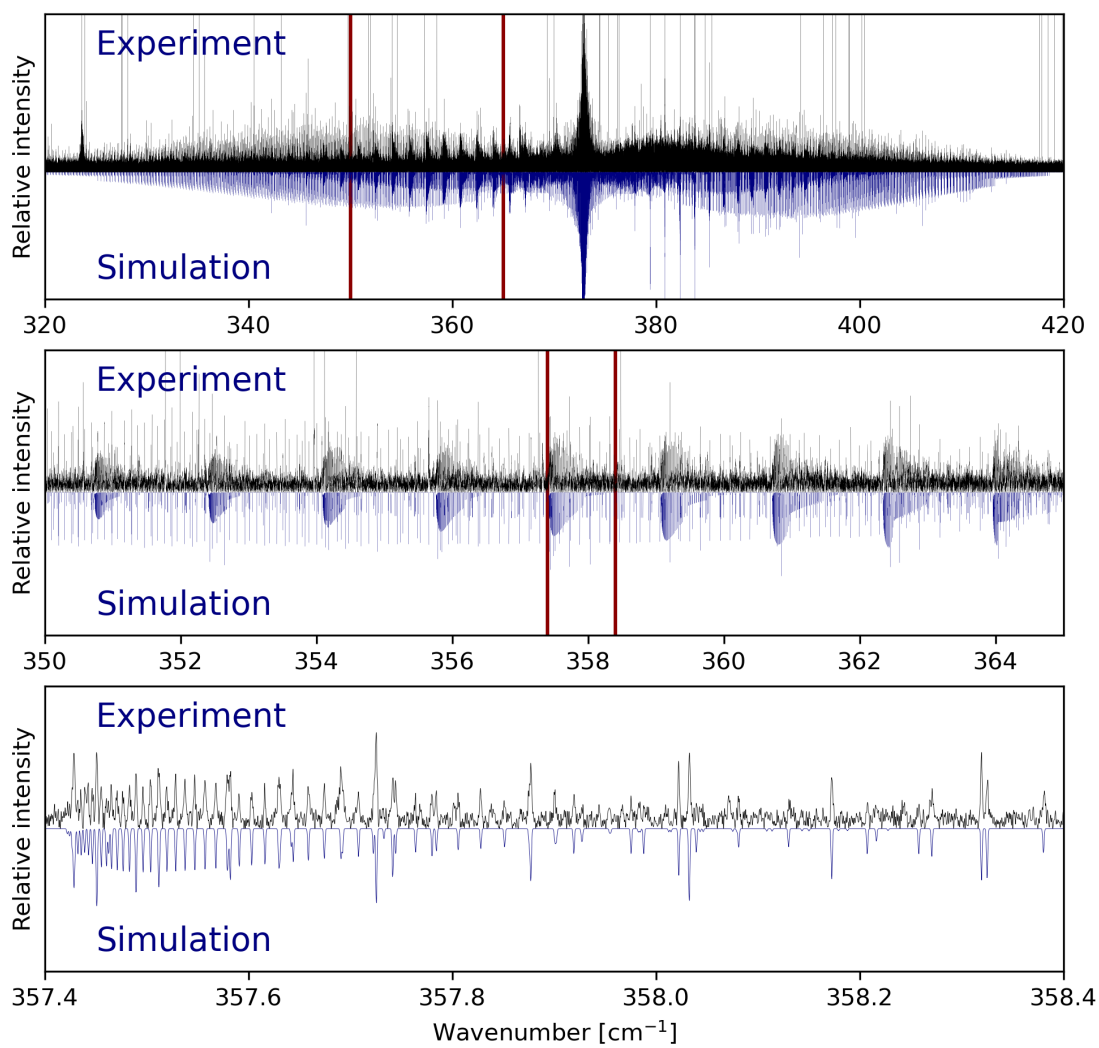 Relative intensity
Experiment
Simulation
320 340 360 380 400 420
Relative intensity
Experiment
Simulation
350 352 354 356 358 360 362 364
Relative intensity
Experiment
Simulation
357.4 357.6 357.8 358.0 358.2 358.4
Wavenumber [cm⁻¹]